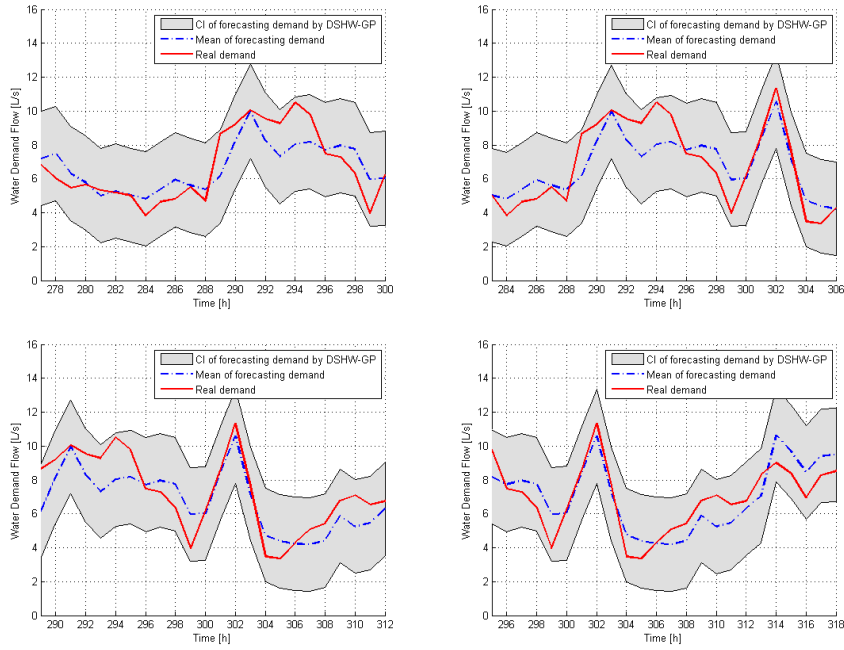 16
14
12
10
8
6
4
2
0
Water Demand Flow [L/s]
CI of forecasting demand by DSHW-GP
Mean of forecasting demand
Real demand
278 280 282 284 286 288 290 292 294 296 298 300
Time [h]
16
14
12
10
8
6
4
2
0
Water Demand Flow [L/s]
CI of forecasting demand by DSHW-GP
Mean of forecasting demand
Real demand
284 286 288 290 292 294 296 298 300 302 304 306
Time [h]
16
14
12
10
8
6
4
2
0
Water Demand Flow [L/s]
CI of forecasting demand by DSHW-GP
Mean of forecasting demand
Real demand
290 292 294 296 298 300 302 304 306 308 310 312
Time [h]
16
14
12
10
8
6
4
2
0
Water Demand Flow [L/s]
CI of forecasting demand by DSHW-GP
Mean of forecasting demand
Real demand
296 298 300 302 304 306 308 310 312 314 316 318
Time [h]